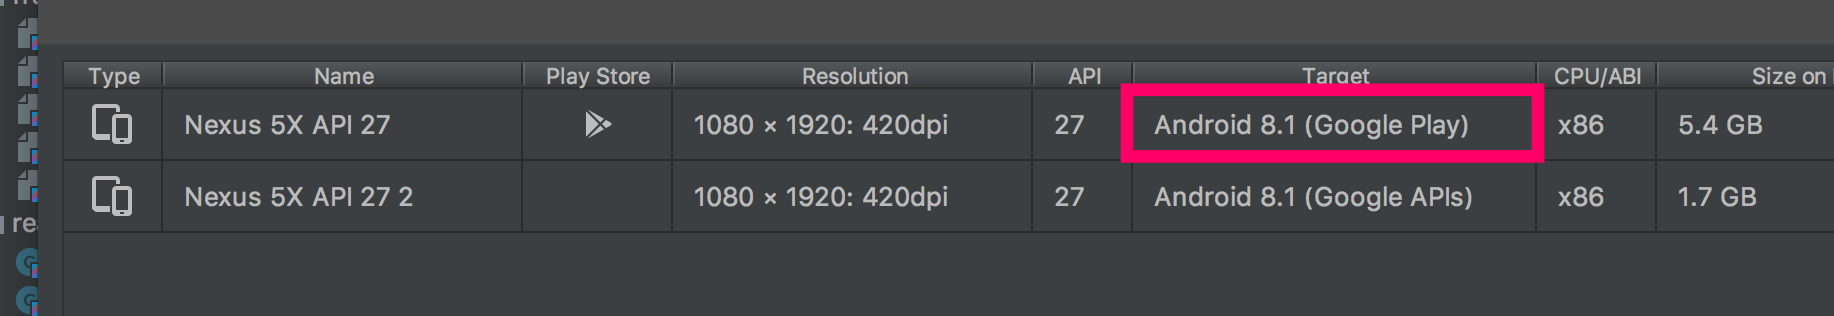 Type Name Play Store Resolution API Target CPU/ABI Size on
Nexus 5X API 27 1080 × 1920: 420dpi 27 Android 8.1 (Google Play) x86 5.4 GB
Nexus 5X API 27 2 1080 × 1920: 420dpi 27 Android 8.1 (Google APIs) x86 1.7 GB
re